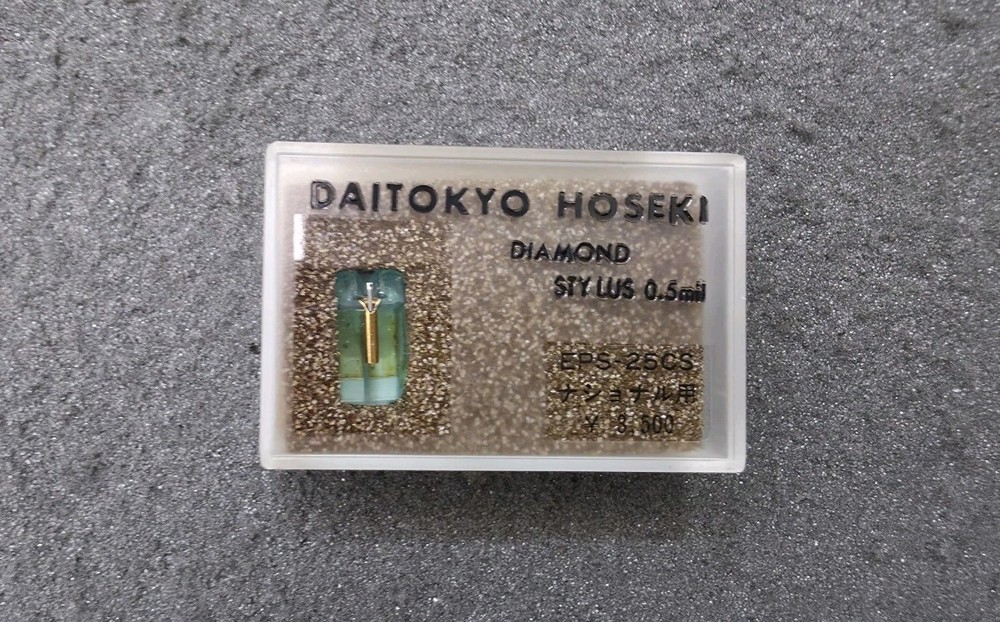 DAITOKYO HOSEKI
DIAMOND
STYLUS 0.5mil
EPS-25CS
ナショナル用
¥ 3,500